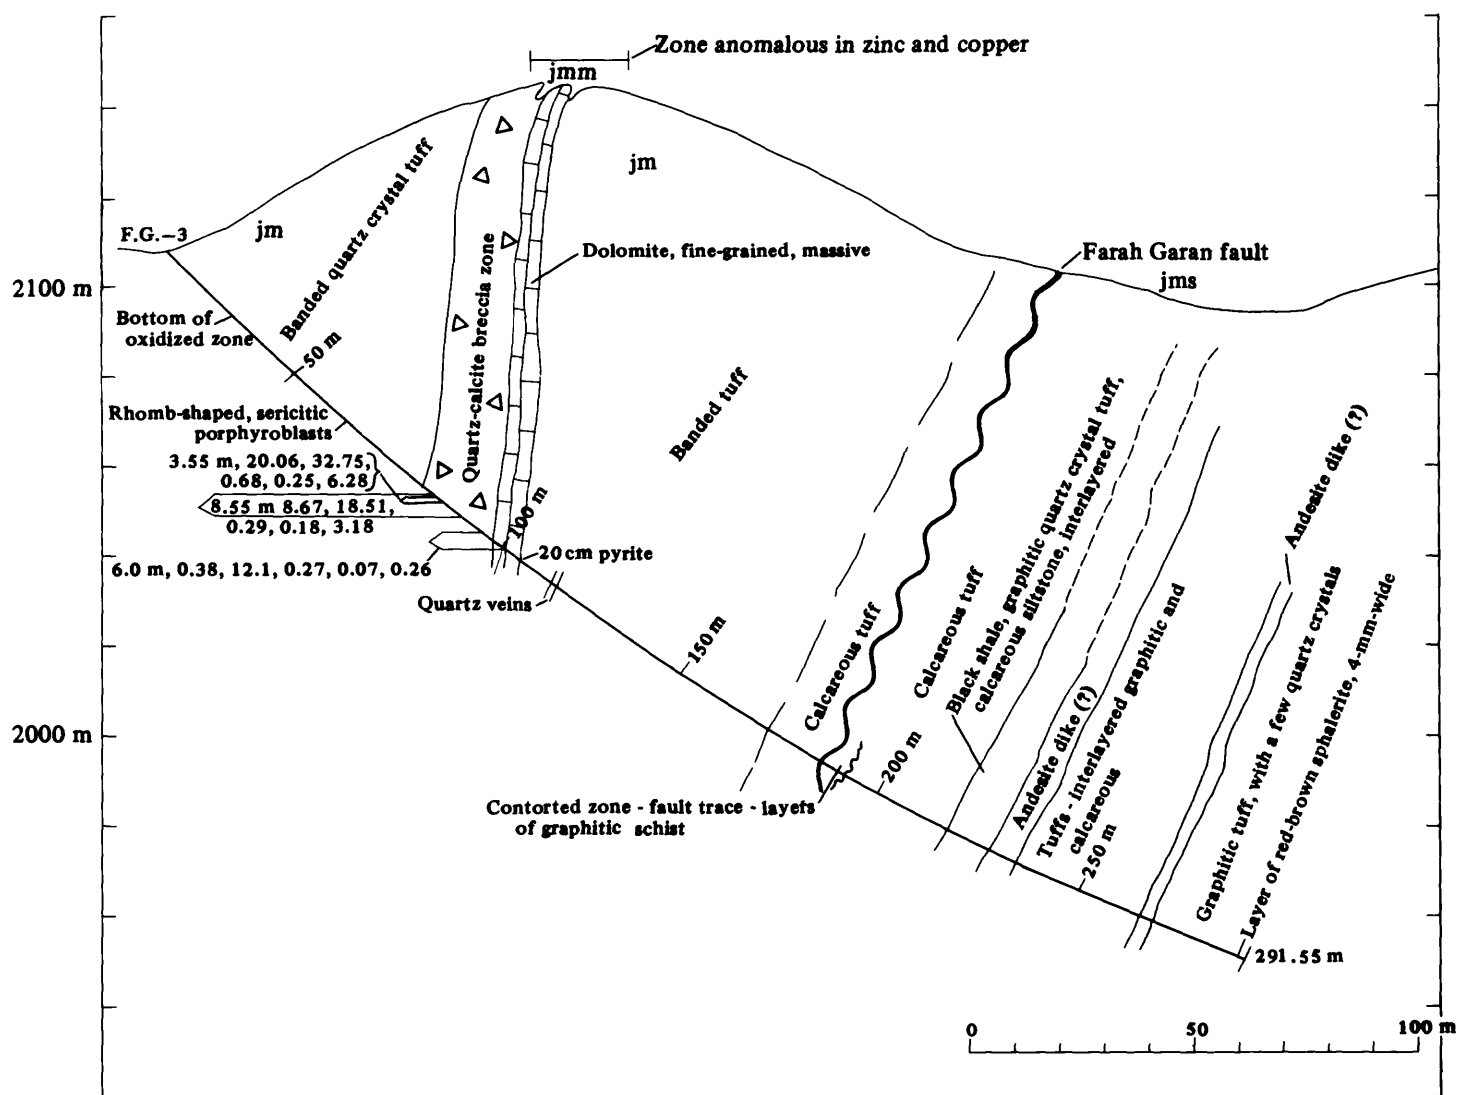 Zone anomalous in zinc and copper
jmm
jm
F.G.–3
jm
Banded quartz crystal tuff
Quartz-calcite breccia zone
Dolomite, fine-grained, massive
Farah Garan fault
jms
2100 m
Bottom of
oxidized zone
50 m
Banded tuff
Rhomb-shaped, sericitic
porphyroblasts
3.55 m, 20.06, 32.75,
0.68, 0.25, 6.28
8.55 m 8.67, 18.51,
0.29, 0.18, 3.18
6.0 m, 0.38, 12.1, 0.27, 0.07, 0.26
100 m
20 cm pyrite
Quartz veins
150 m
Calcareous tuff
Calcareous tuff
Black shale, graphitic quartz crystal tuff,
calcareous siltstone, interlayered
Andesite dike (?)
2000 m
200 m
Contorted zone - fault trace - layers
of graphitic schist
Andesite dike (?)
Tuffs - interlayered graphitic and
calcareous
250 m
Graphitic tuff, with a few quartz crystals
Layer of red-brown sphalerite, 4-mm-wide
291.55 m
0 50 100 m